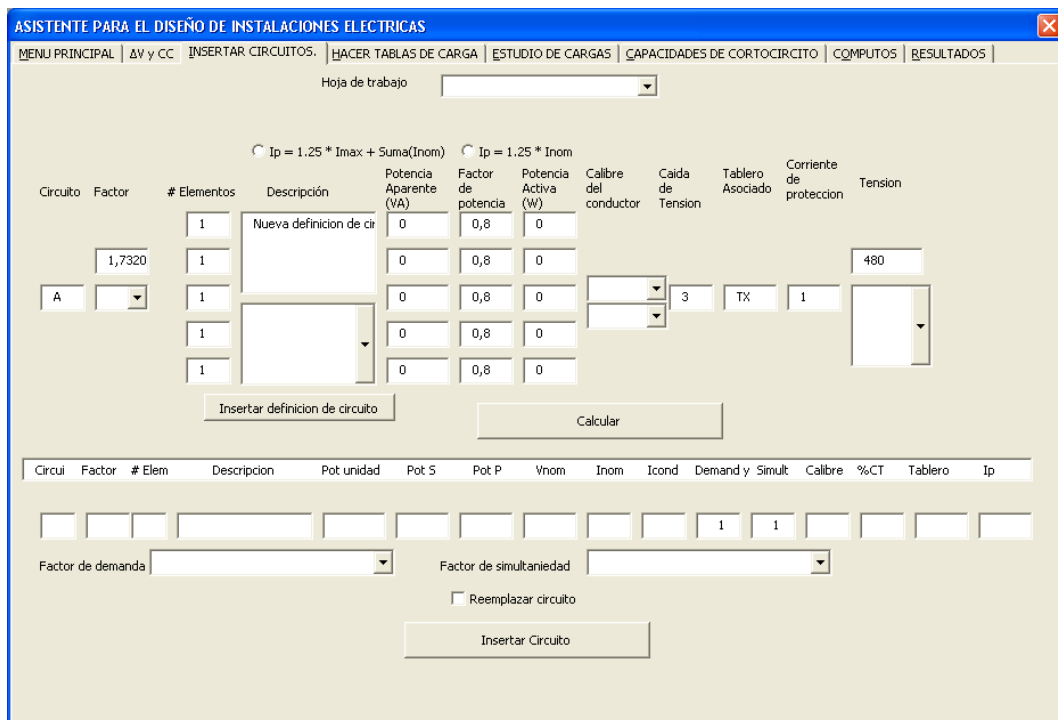 ASISTENTE PARA EL DISEÑO DE INSTALACIONES ELECTRICAS
MENU PRINCIPAL ΔV y CC INSERTAR CIRCUITOS. HACER TABLAS DE CARGA ESTUDIO DE CARGAS CAPACIDADES DE CORTOCIRCITO COMPUTOS RESULTADOS
Hoja de trabajo
Ip = 1.25 * Imax + Suma(Inom) Ip = 1.25 * Inom
Circuito
Factor
# Elementos
Descripción
Potencia
Aparente
(VA)
Factor
de
potencia
Potencia
Activa
(W)
Calibre
del
conductor
Caida
de
Tension
Tablero
Asociado
Corriente
de
proteccion
Tension
1 Nueva definicion de cir 0 0,8 0
1,7320 1 0 0,8 0 480
A 1 0 0,8 0 3 TX 1
1 0 0,8 0
1 0 0,8 0
Insertar definicion de circuito
Calcular
Circui Factor # Elem Descripcion Pot unidad Pot S Pot P Vnom Inom Icond Demand y Simult Calibre %CT Tablero Ip
1 1
Factor de demanda Factor de simultaniedad
Reemplazar circuito
Insertar Circuito